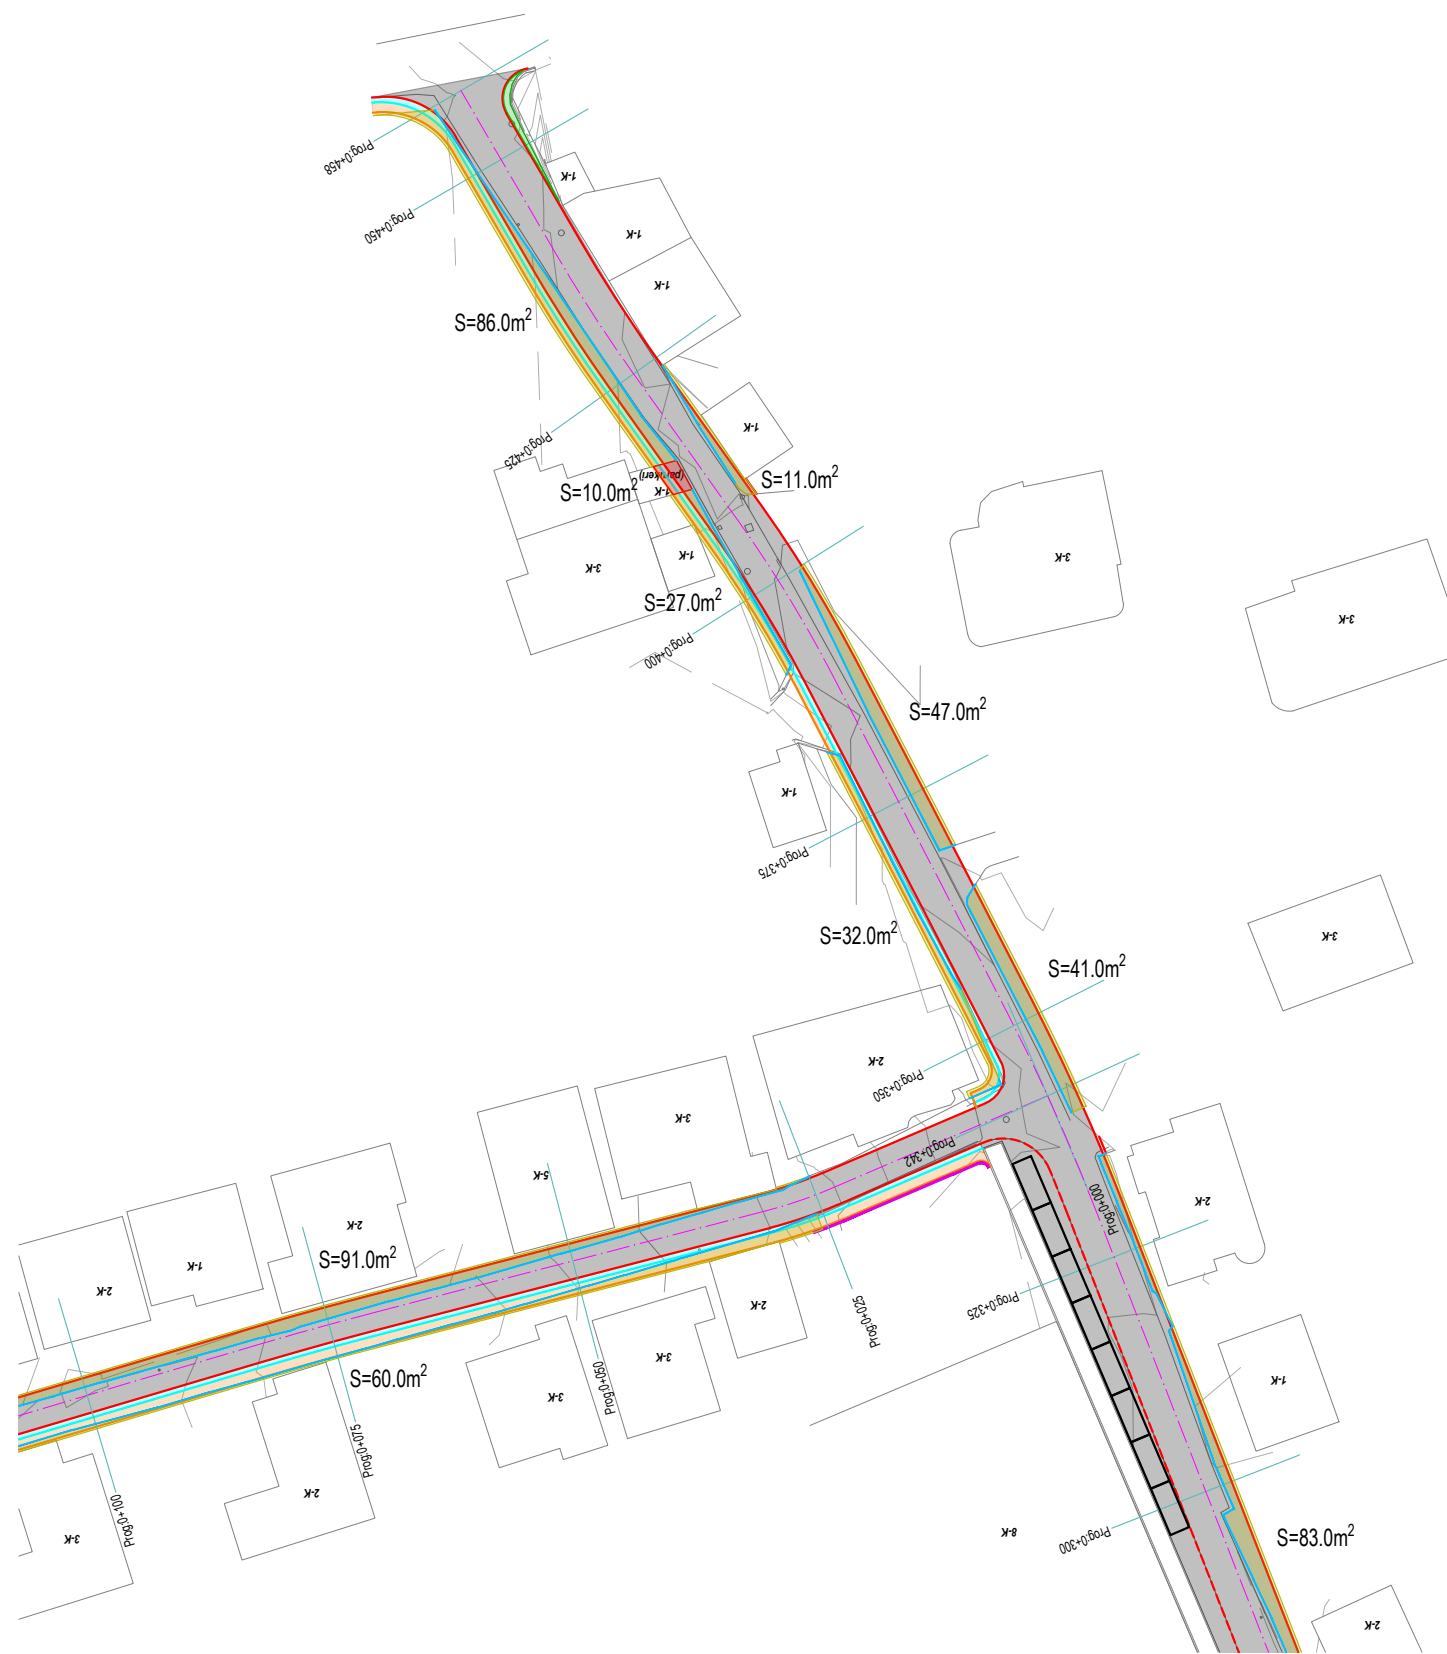 Prog:0+458
1-K
Prog:0+450
1-K
1-K
S=86.0m²
1-K
Prog:0+425
S=11.0m²
1-K
S=10.0m²
1-K
3-K
3-K
S=27.0m²
3-K
Prog:0+400
S=47.0m²
1-K
Prog:0+375
S=32.0m²
3-K
S=41.0m²
2-K
Prog:0+350
3-K
Prog:0+342
5-K
Prog:0+000
2-K
2-K
S=91.0m²
1-K
2-K
Prog:0+325
2-K
Prog:0+025
3-K
S=60.0m²
Prog:0+050
3-K
1-K
Prog:0+075
2-K
Prog:0+100
3-K
8-K
Prog:0+300
S=83.0m²
2-K